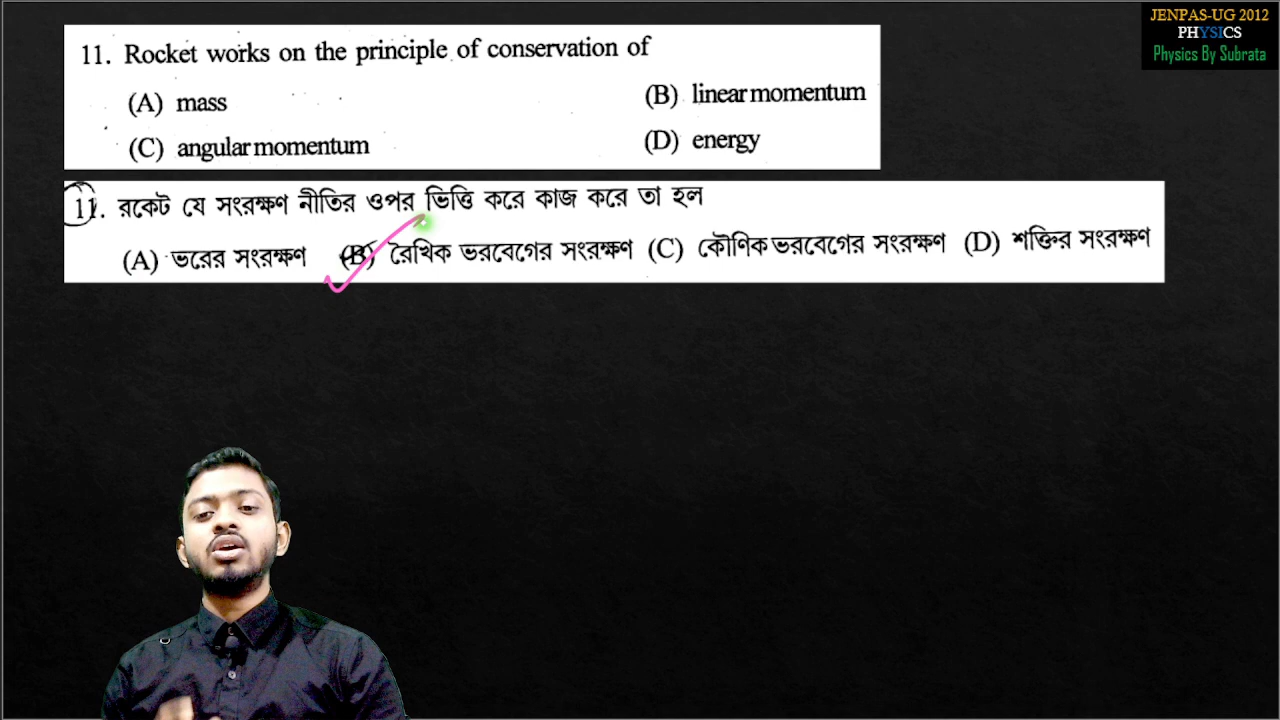 JENPAS-UG 2012
PHYSICS
Physics By Subrata
11. Rocket works on the principle of conservation of
(A) mass (B) linear momentum
(C) angular momentum (D) energy
11. রকেট যে সংরক্ষণ নীতির ওপর ভিত্তি করে কাজ করে তা হল
(A) ভরের সংরক্ষণ (B) রৈখিক ভরবেগের সংরক্ষণ (C) কৌণিক ভরবেগের সংরক্ষণ (D) শক্তির সংরক্ষণ